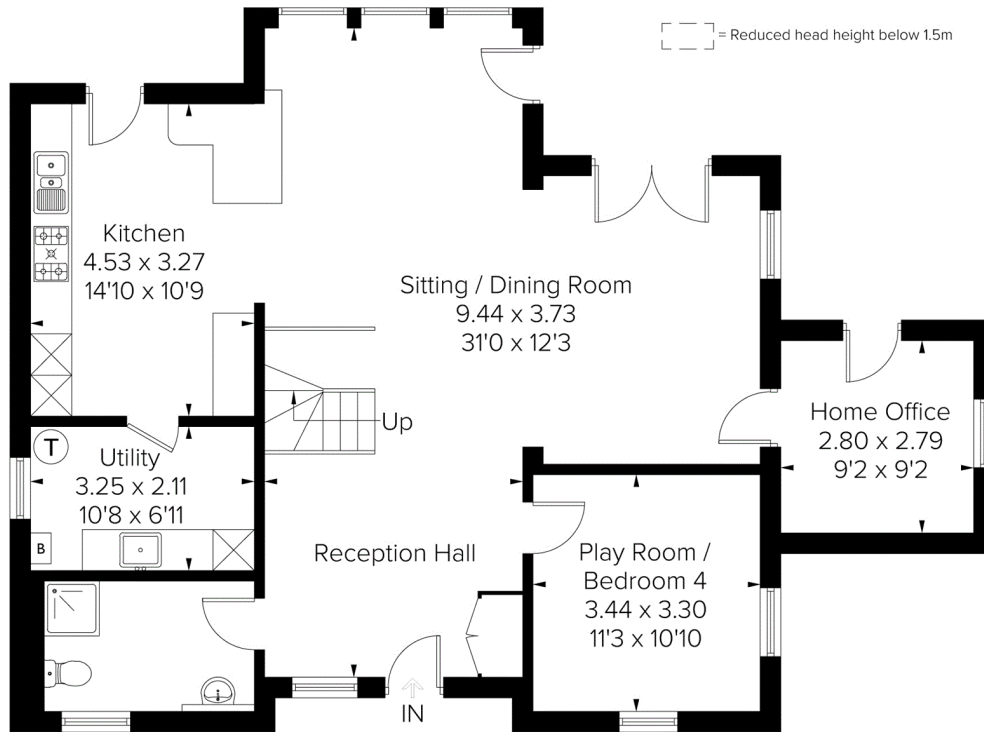 = Reduced head height below 1.5m
Kitchen
4.53 x 3.27
14'10 x 10'9
Sitting / Dining Room
9.44 x 3.73
31'0 x 12'3
Up
Home Office
2.80 x 2.79
9'2 x 9'2
T
Utility
3.25 x 2.11
10'8 x 6'11
B
Reception Hall
Play Room /
Bedroom 4
3.44 x 3.30
11'3 x 10'10
IN